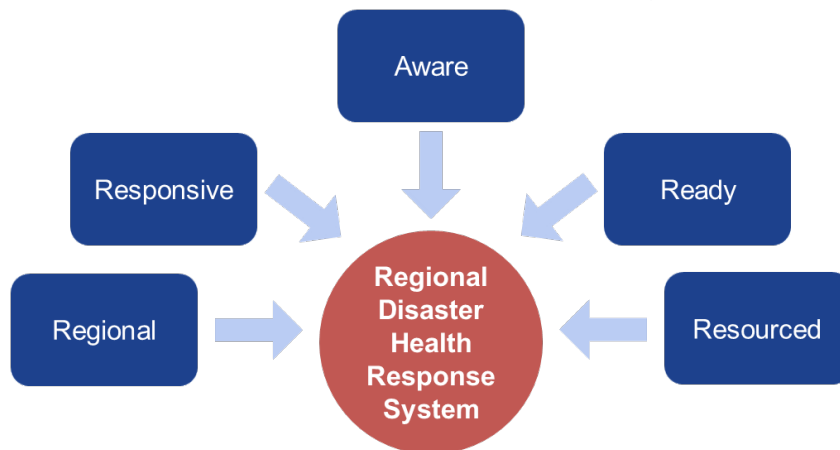 Aware
Responsive
Ready
Regional
Disaster
Health
Response
System
Regional
Resourced